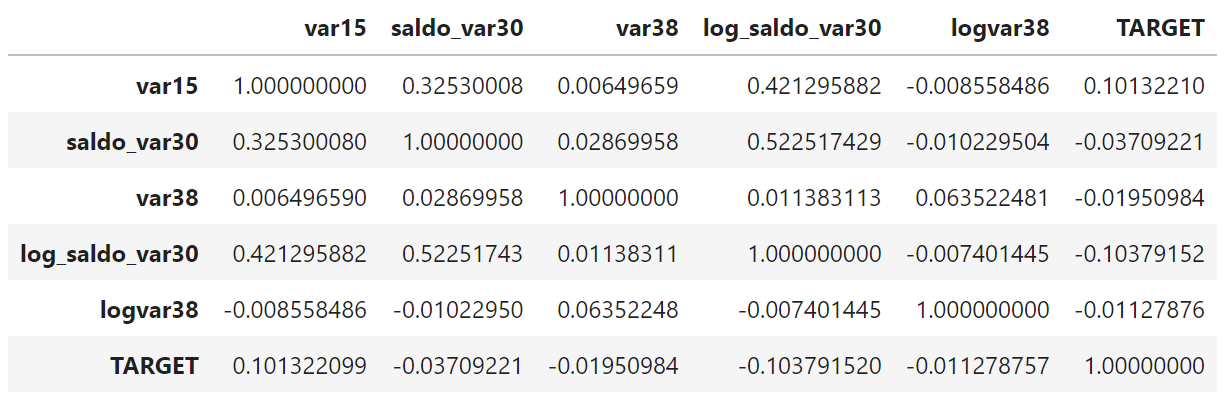 var15 saldo_var30 var38 log_saldo_var30 logvar38 TARGET
var15 1.000000000 0.32530008 0.00649659 0.421295882 -0.008558486 0.10132210
saldo_var30 0.325300080 1.00000000 0.02869958 0.522517429 -0.010229504 -0.03709221
var38 0.006496590 0.02869958 1.00000000 0.011383113 0.063522481 -0.01950984
log_saldo_var30 0.421295882 0.52251743 0.01138311 1.000000000 -0.007401445 -0.10379152
logvar38 -0.008558486 -0.01022950 0.06352248 -0.007401445 1.000000000 -0.01127876
TARGET 0.101322099 -0.03709221 -0.01950984 -0.103791520 -0.011278757 1.00000000